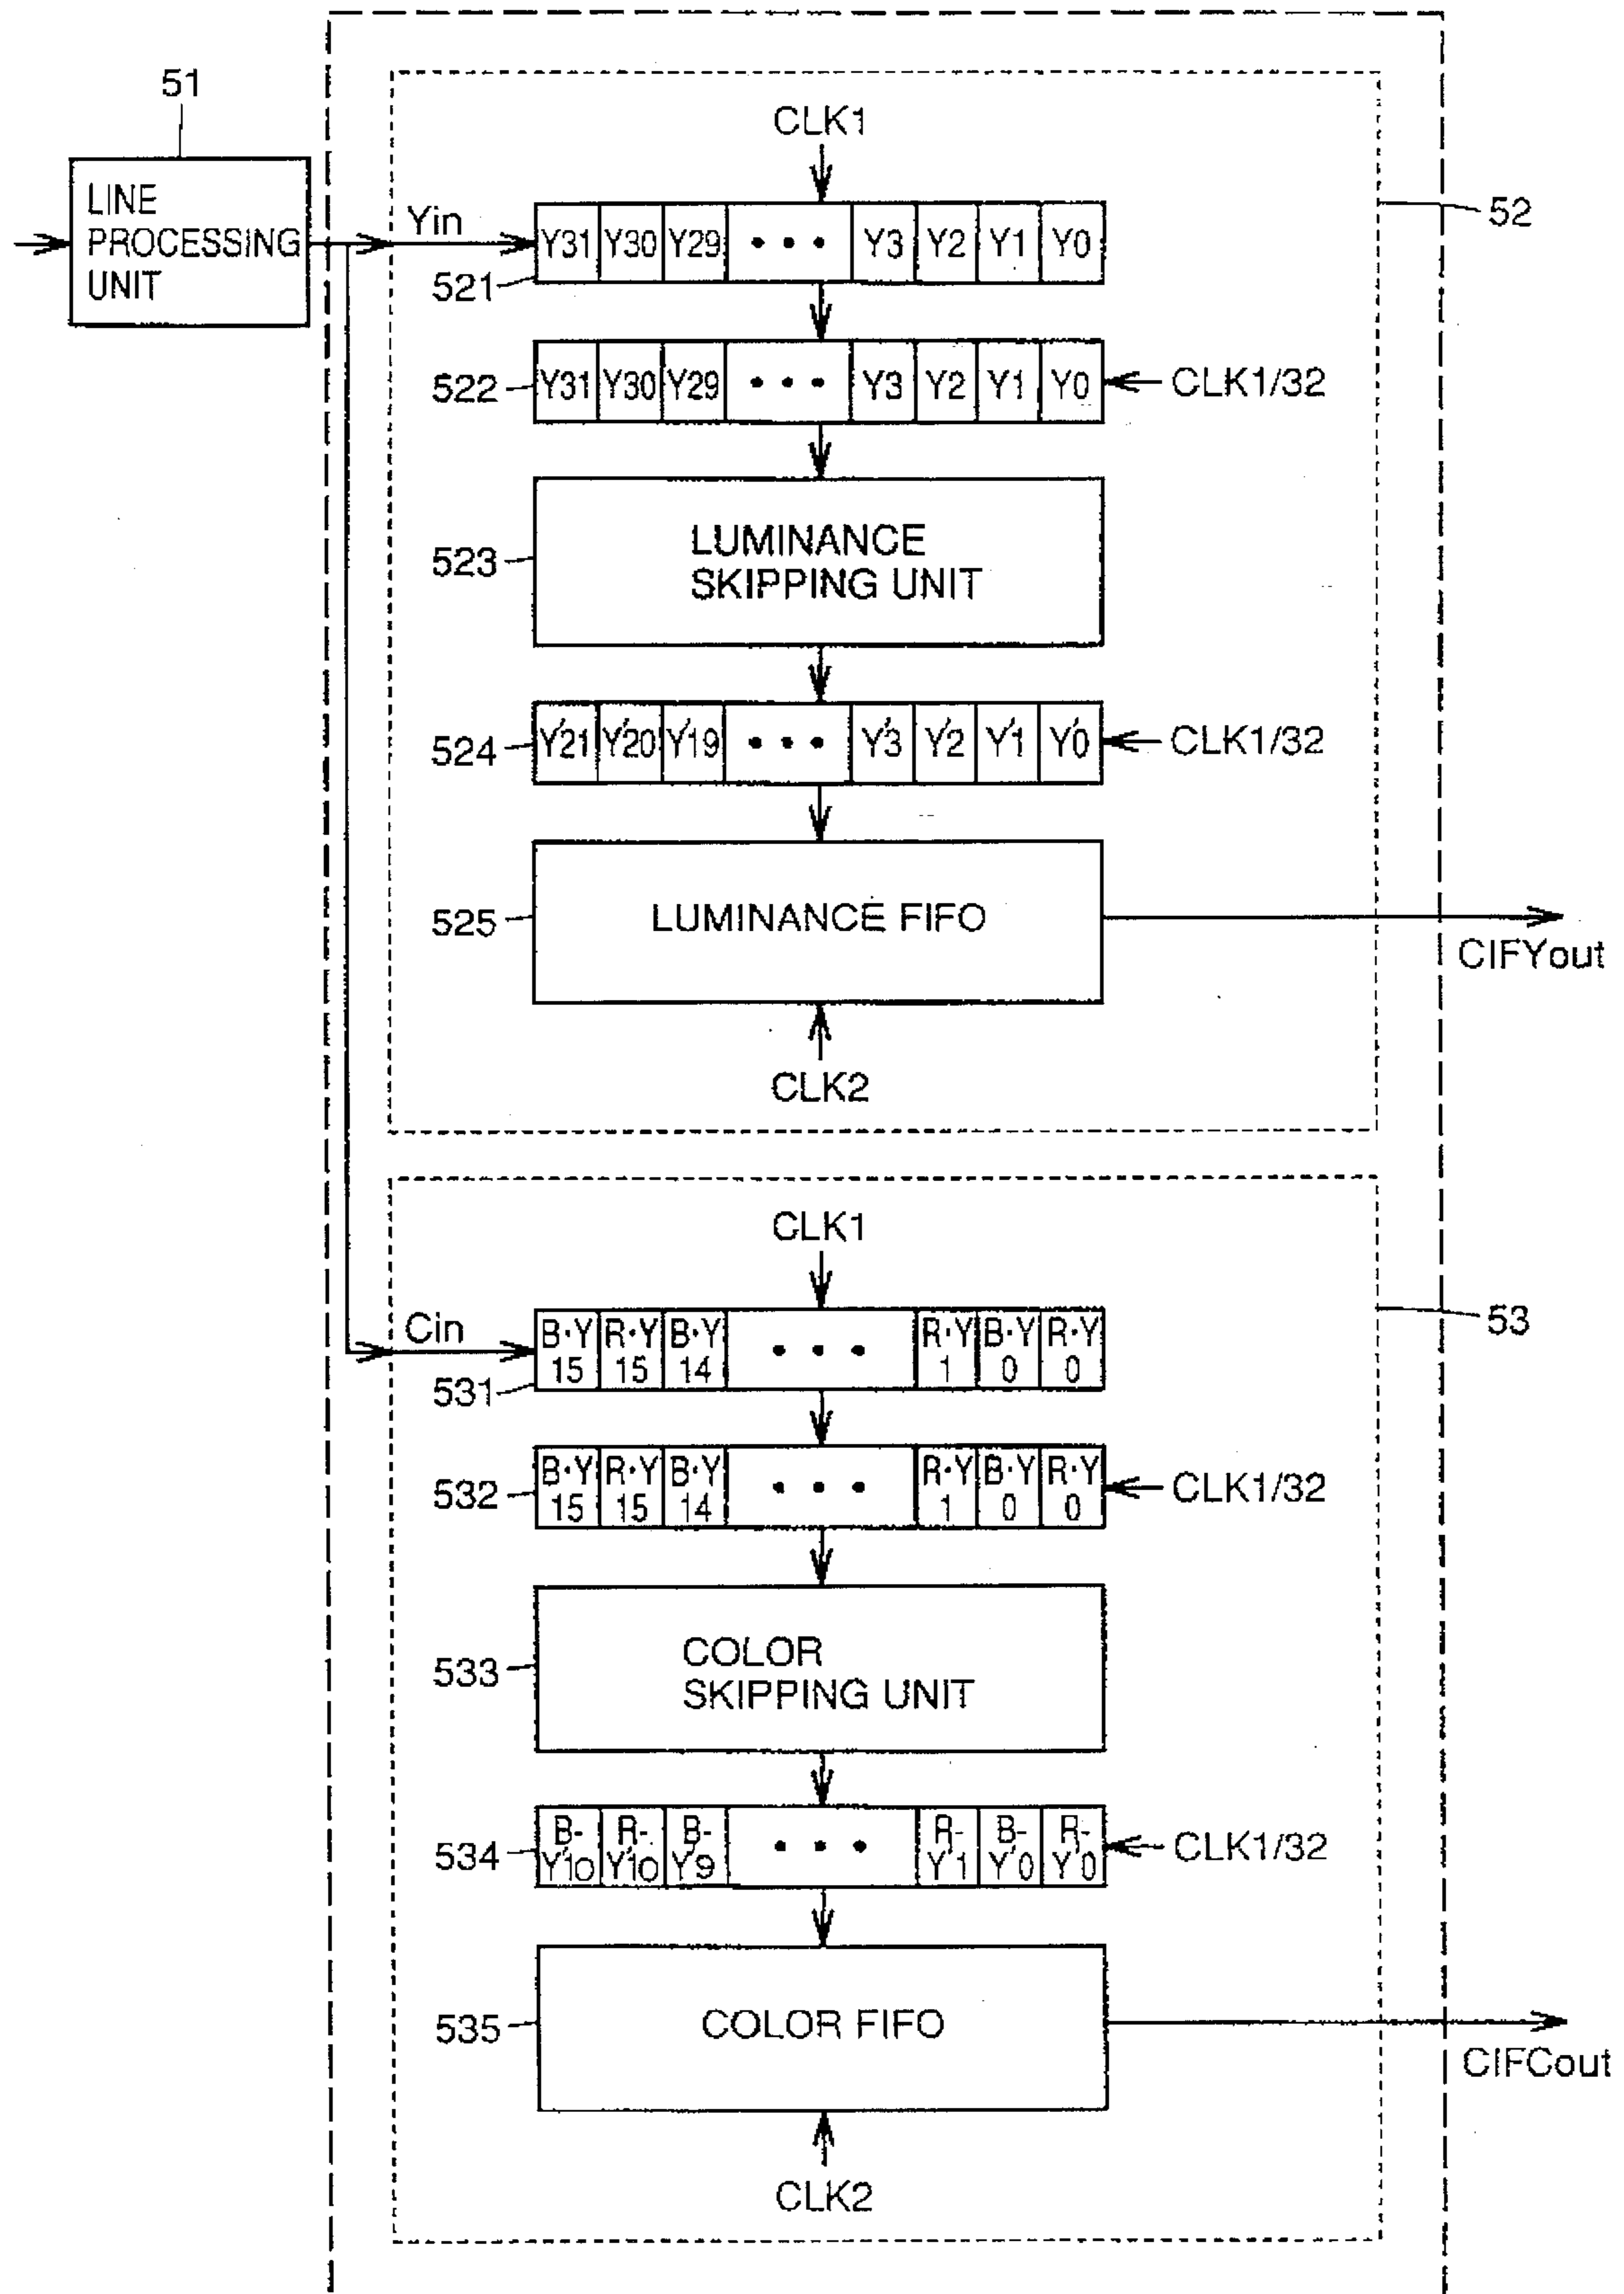 51
LINE
PROCESSING
UNIT
CLK1
Yin
Y31 Y30 Y29 • • • Y3 Y2 Y1 Y0
52
521
522
Y31 Y30 Y29 • • • Y3 Y2 Y1 Y0
CLK1/32
523
LUMINANCE
SKIPPING UNIT
524
Y'21 Y'20 Y'19 • • • Y'3 Y'2 Y'1 Y'0
CLK1/32
525
LUMINANCE FIFO
CIFYout
CLK2
CLK1
53
Cin
B·Y R·Y B·Y • • • R·Y B·Y R·Y
15 15 14 1 0 0
531
532
B·Y R·Y B·Y • • • R·Y B·Y R·Y
15 15 14 1 0 0
CLK1/32
533
COLOR
SKIPPING UNIT
534
B- R- B- • • • R- B- R-
Y'10 Y'10 Y'9 Y'1 Y'0 Y'0
CLK1/32
535
COLOR FIFO
CIFCout
CLK2